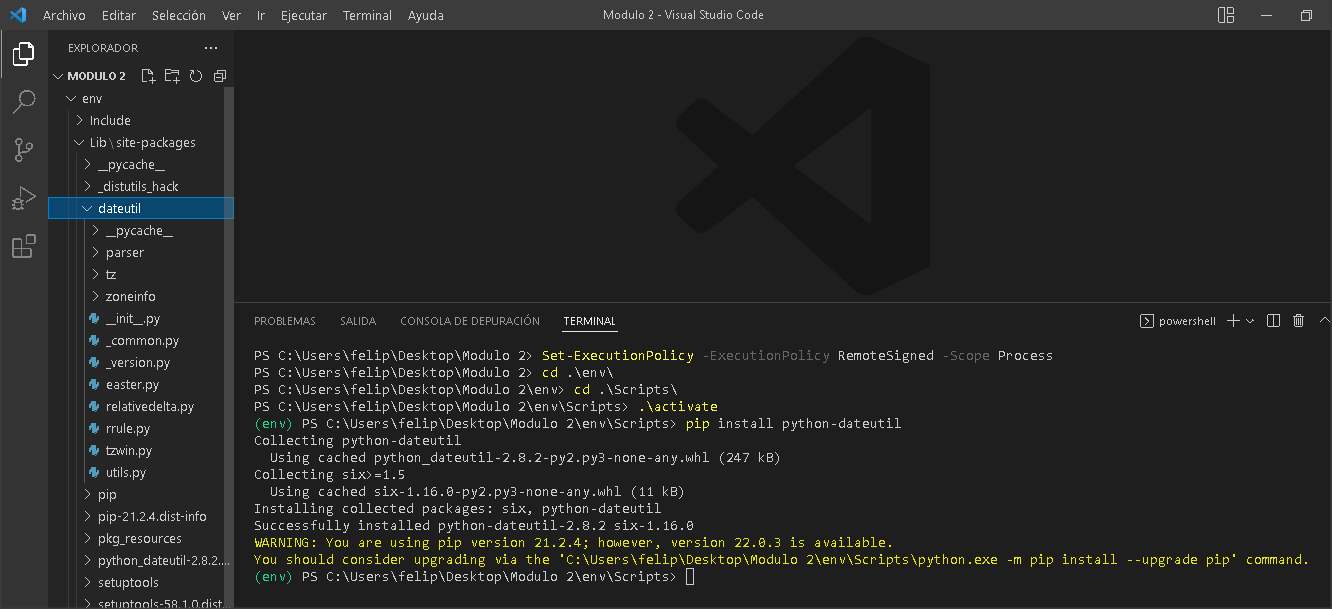 Archivo Editar Selección Ver Ir Ejecutar Terminal Ayuda
Modulo 2 - Visual Studio Code
EXPLORADOR
MODULO 2
env
Include
Lib\site-packages
__pycache__
_distutils_hack
dateutil
__pycache__
parser
tz
zoneinfo
__init__.py
_common.py
_version.py
easter.py
relativedelta.py
rrule.py
tzwin.py
utils.py
pip
pip-21.2.4.dist-info
pkg_resources
python_dateutil-2.8.2....
setuptools
setuptools-58.1.0.dist...
PROBLEMAS SALIDA CONSOLA DE DEPURACIÓN TERMINAL
powershell
PS C:\Users\felip\Desktop\Modulo 2> Set-ExecutionPolicy -ExecutionPolicy RemoteSigned -Scope Process
PS C:\Users\felip\Desktop\Modulo 2> cd .\env\
PS C:\Users\felip\Desktop\Modulo 2\env> cd .\Scripts\
PS C:\Users\felip\Desktop\Modulo 2\env\Scripts> .\activate
(env) PS C:\Users\felip\Desktop\Modulo 2\env\Scripts> pip install python-dateutil
Collecting python-dateutil
Using cached python_dateutil-2.8.2-py2.py3-none-any.whl (247 kB)
Collecting six>=1.5
Using cached six-1.16.0-py2.py3-none-any.whl (11 kB)
Installing collected packages: six, python-dateutil
Successfully installed python-dateutil-2.8.2 six-1.16.0
WARNING: You are using pip version 21.2.4; however, version 22.0.3 is available.
You should consider upgrading via the 'C:\Users\felip\Desktop\Modulo 2\env\Scripts\python.exe -m pip install --upgrade pip' command.
(env) PS C:\Users\felip\Desktop\Modulo 2\env\Scripts>